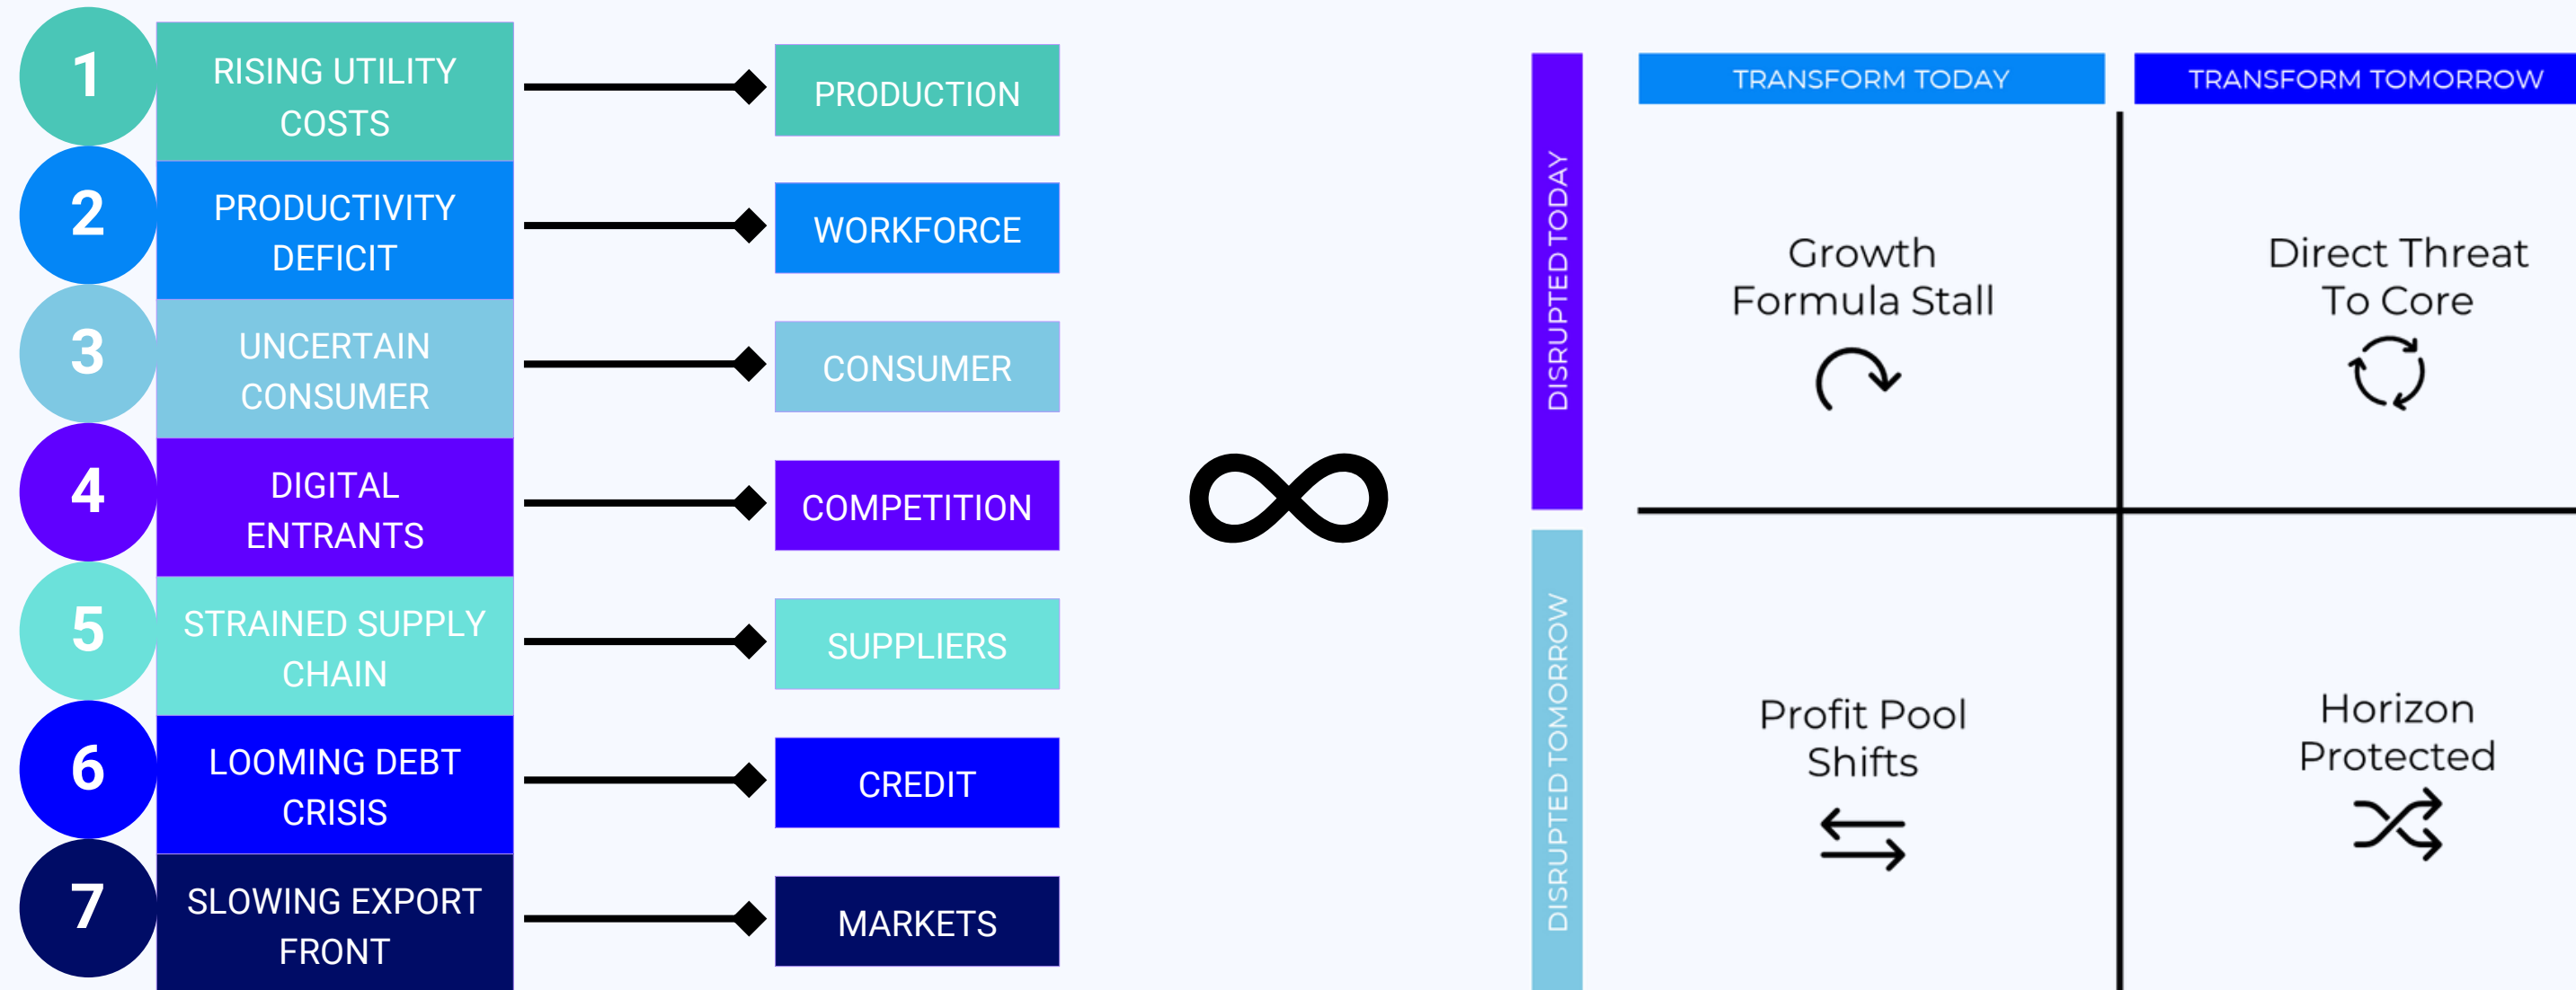 1
RISING UTILITY
COSTS
PRODUCTION
2
PRODUCTIVITY
DEFICIT
WORKFORCE
3
UNCERTAIN
CONSUMER
CONSUMER
4
DIGITAL
ENTRANTS
COMPETITION
5
STRAINED SUPPLY
CHAIN
SUPPLIERS
6
LOOMING DEBT
CRISIS
CREDIT
7
SLOWING EXPORT
FRONT
MARKETS
TRANSFORM TODAY
TRANSFORM TOMORROW
DISRUPTED TODAY
Growth
Formula Stall
Direct Threat
To Core
DISRUPTED TOMORROW
Profit Pool
Shifts
Horizon
Protected